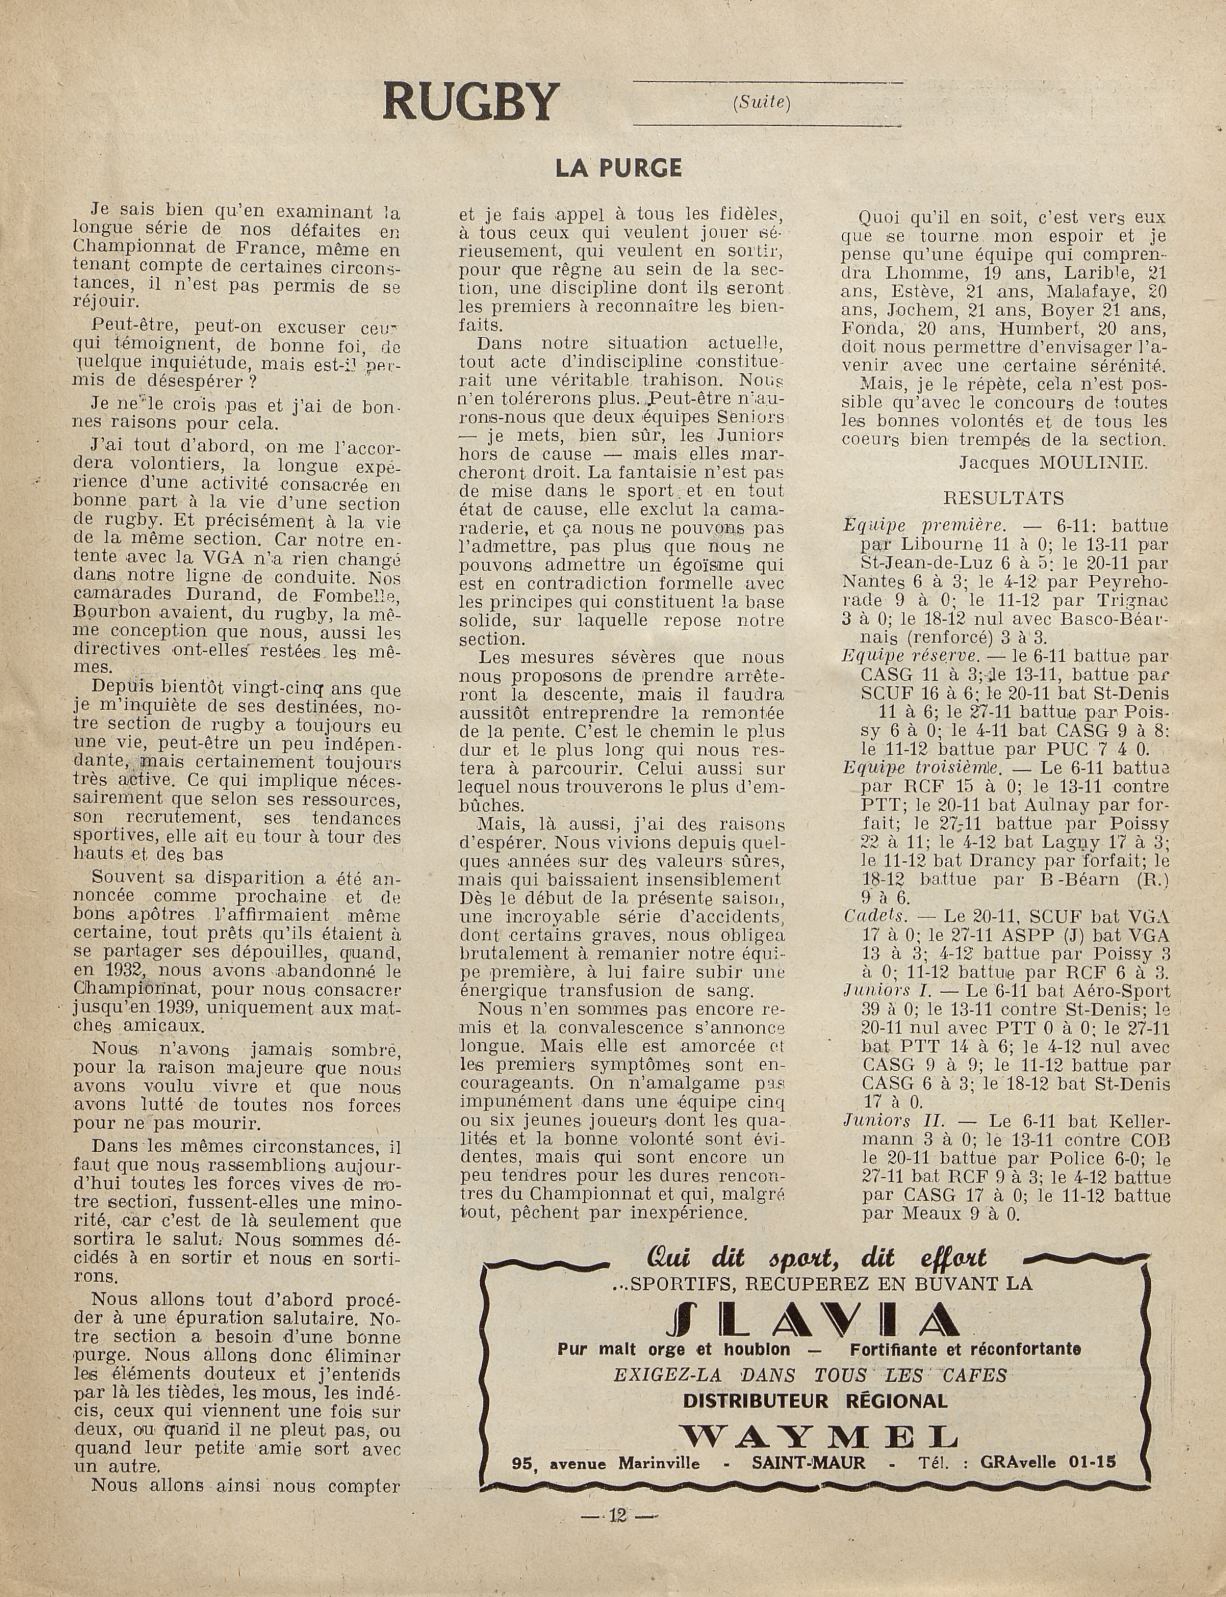 RUGBY
(Suite)
LA PURGE
Je sais bien qu'en examinant la
longue série de nos défaites en
Championnat de France, même en
tenant compte de certaines circons-
tances, il n'est pas permis de se
réjouir.
Peut-être, peut-on excuser
qui témoignent, de bonne foi, de
quelque inquiétude, mais est-il per-
mis de désespérer ?
Je ne le crois pas et j'ai de bon-
nes raisons pour cela.
J'ai tout d'abord, on me l'accor-
dera volontiers, la longue expé-
rience d'une activité consacrée en
bonne part à la vie d'une section
de rugby. Et précisément à la vie
de la même section. Car notre en-
tente avec la VGA n'a rien changé
dans notre ligne de conduite. Nos
camarades Durand, de Fombelle,
Bourbon avaient, du rugby, la mê-
me conception que nous, aussi les
directives ont-elles restées les mê-
mes.
Depuis bientôt vingt-cinq ans que
je m'inquiète de ses destinées, no-
tre section de rugby a toujours eu
une vie, peut-être un peu indépen-
dante, mais certainement toujours
très active. Ce qui implique néces-
sairement que selon ses ressources,
son recrutement, ses tendances
sportives, elle ait eu tour à tour des
hauts et des bas
Souvent sa disparition a été an-
noncée comme prochaine et de
bons apôtres l'affirmaient même
certaine, tout prêts qu'ils étaient à
se partager ses dépouilles, quand,
en 1932, nous avons abandonné le
Championnat, pour nous consacrer
jusqu'en 1939, uniquement aux mat-
ches amicaux.
Nous n'avons jamais sombré,
pour la raison majeure que nous
avons voulu vivre et que nous
avons lutté de toutes nos forces
pour ne pas mourir.
Dans les mêmes circonstances, il
faut que nous rassemblions aujour-
d'hui toutes les forces vives de no-
tre section, fussent-elles une mino-
rité, car c'est de là seulement que
sortira le salut. Nous sommes dé-
cidés à en sortir et nous en sorti-
rons.
Nous allons tout d'abord procé-
der à une épuration salutaire. No-
tre section a besoin d'une bonne
purge. Nous allons donc éliminer
les éléments douteux et j'entends
par là les tièdes, les mous, les indé-
cis, ceux qui viennent une fois sur
deux, ou quand il ne pleut pas, ou
quand leur petite amie sort avec
un autre.
Nous allons ainsi nous compter
et je fais appel à tous les fidèles,
à tous ceux qui veulent jouer sé-
rieusement, qui veulent en sortir,
pour que règne au sein de la sec-
tion, une discipline dont ils seront
les premiers à reconnaître les bien-
faits.
Dans notre situation actuelle,
tout acte d'indiscipline constitue-
rait une véritable trahison. Nous
n'en tolérerons plus. Peut-être n'au-
rons-nous que deux équipes Seniors
— je mets, bien sûr, les Juniors
hors de cause — mais elles mar-
cheront droit. La fantaisie n'est pas
de mise dans le sport et en tout
état de cause, elle exclut la cama-
raderie, et ça nous ne pouvons pas
l'admettre, pas plus que nous ne
pouvons admettre un égoïsme qui
est en contradiction formelle avec
les principes qui constituent la base
solide, sur laquelle repose notre
section.
Les mesures sévères que nous
nous proposons de prendre arrête-
ront la descente, mais il faudra
aussitôt entreprendre la remontée
de la pente. C'est le chemin le plus
dur et le plus long qui nous res-
tera à parcourir. Celui aussi sur
lequel nous trouverons le plus d'em-
bûches.
Mais, là aussi, j'ai des raisons
d'espérer. Nous vivions depuis quel-
ques années sur des valeurs sûres,
mais qui baissaient insensiblement
Dès le début de la présente saison,
une incroyable série d'accidents,
dont certains graves, nous obligea
brutalement à remanier notre équi-
pe première, à lui faire subir une
énergique transfusion de sang.
Nous n'en sommes pas encore re-
mis et la convalescence s'annonce
longue. Mais elle est amorcée et
les premiers symptômes sont en-
courageants. On n'amalgame pas
impunément dans une équipe cinq
ou six jeunes joueurs dont les qua-
lités et la bonne volonté sont évi-
dentes, mais qui sont encore un
peu tendres pour les dures rencon-
tres du Championnat et qui, malgré
tout, pêchent par inexpérience.
Quoi qu'il en soit, c'est vers eux
que se tourne mon espoir et je
pense qu'une équipe qui compren-
dra Lhomme, 19 ans, Larible, 21
ans, Estève, 21 ans, Malafaye, 20
ans, Jochem, 21 ans, Boyer 21 ans,
Fonda, 20 ans, Humbert, 20 ans,
doit nous permettre d'envisager l'a-
venir avec une certaine sérénité.
Mais, je le répète, cela n'est pos-
sible qu'avec le concours de toutes
les bonnes volontés et de tous les
coeurs bien trempés de la section.
Jacques MOULINIE.
RESULTATS
Equipe première. — 6-11: battue
par Libourne 11 à 0; le 13-11 par
St-Jean-de-Luz 6 à 5; le 20-11 par
Nantes 6 à 3; le 4-12 par Peyreho-
rade 9 à 0; le 11-12 par Trignac
3 à 0; le 18-12 nul avec Basco-Béar-
nais (renforcé) 3 à 3.
Equipe réserve. — le 6-11 battue par
CASG 11 à 3; le 13-11, battue par
SCUF 16 à 6; le 20-11 bat St-Denis
11 à 6; le 27-11 battue par Pois-
sy 6 à 0; le 4-11 bat CASG 9 à 8:
le 11-12 battue par PUC 7 4 0.
Equipe troisième. — Le 6-11 battue
par RCF 15 à 0; le 13-11 contre
PTT; le 20-11 bat Aulnay par for-
fait; le 27-11 battue par Poissy
22 à 11; le 4-12 bat Lagny 17 à 3;
le 11-12 bat Drancy par forfait; le
18-12 battue par B-Béarn (R.)
9 à 6.
Cadets. — Le 20-11, SCUF bat VGA
17 à 0; le 27-11 ASPP (J) bat VGA
13 à 3; 4-12 battue par Poissy 3
à 0; 11-12 battue par RCF 6 à 3.
Juniors I. — Le 6-11 bat Aéro-Sport
39 à 0; le 13-11 contre St-Denis; le
20-11 nul avec PTT 0 à 0; le 27-11
bat PTT 14 à 6; le 4-12 nul avec
CASG 9 à 9; le 11-12 battue par
CASG 6 à 3; le 18-12 bat St-Denis
17 à 0.
Juniors II. — Le 6-11 bat Keller-
mann 3 à 0; le 13-11 contre COB
le 20-11 battue par Police 6-0; le
27-11 bat RCF 9 à 3; le 4-12 battue
par CASG 17 à 0; le 11-12 battue
par Meaux 9 à 0.
Qui dit sport, dit effort
...SPORTIFS, RECUPEREZ EN BUVANT LA
SLAVIA
Pur malt orge et houblon — Fortifiante et réconfortante
EXIGEZ-LA DANS TOUS LES CAFES
DISTRIBUTEUR RÉGIONAL
WAYMEL
95, avenue Marinville - SAINT-MAUR - Tél. : GRAvelle 01-15
— 12 —